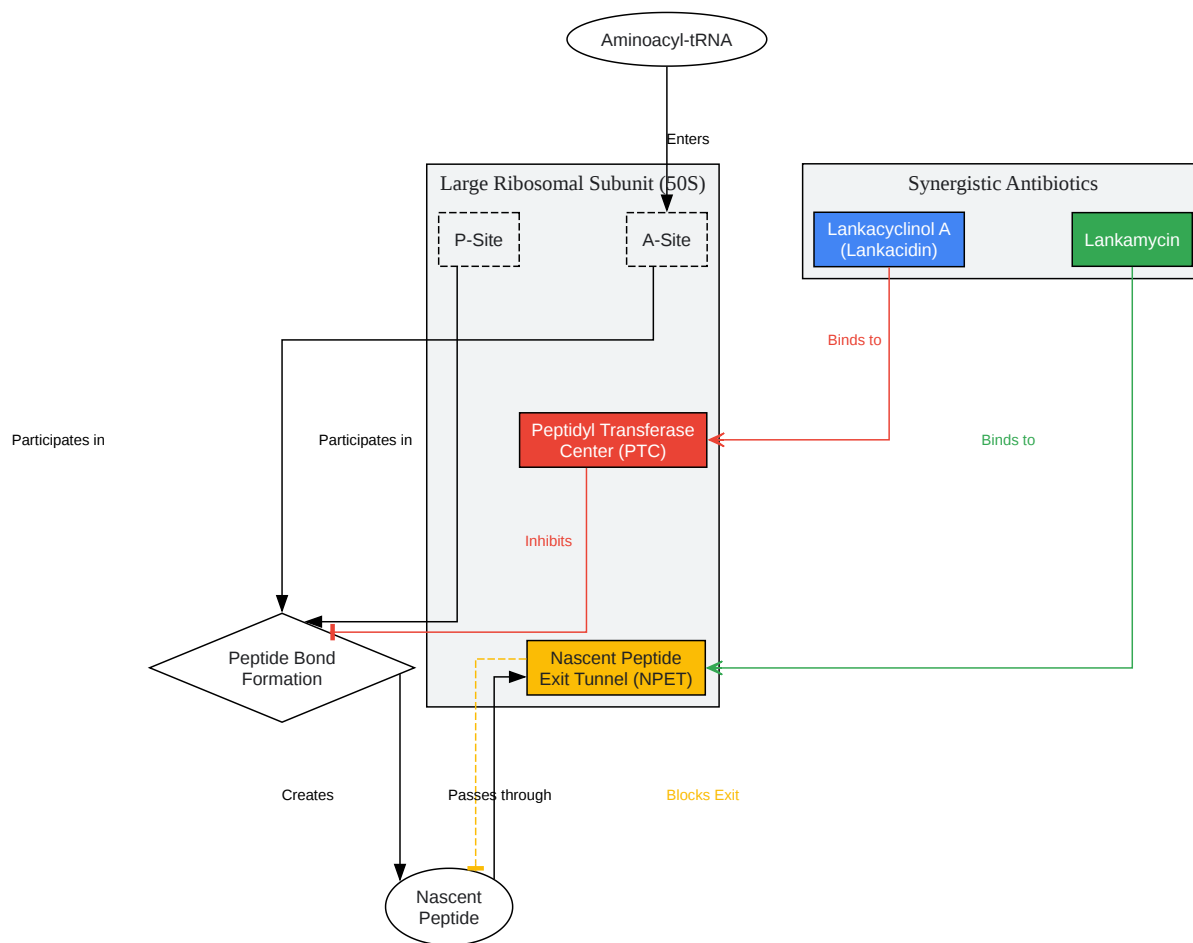 Aminoacyl-tRNA
Enters
Large Ribosomal Subunit (50S)
Synergistic Antibiotics
P-Site
A-Site
Lankacyclinol A
(Lankacidin)
Lankamycin
Binds to
Participates in
Participates in
Peptidyl Transferase
Center (PTC)
Binds to
Inhibits
Peptide Bond
Formation
Nascent Peptide
Exit Tunnel (NPET)
Creates
Passes through
Blocks Exit
Nascent
Peptide